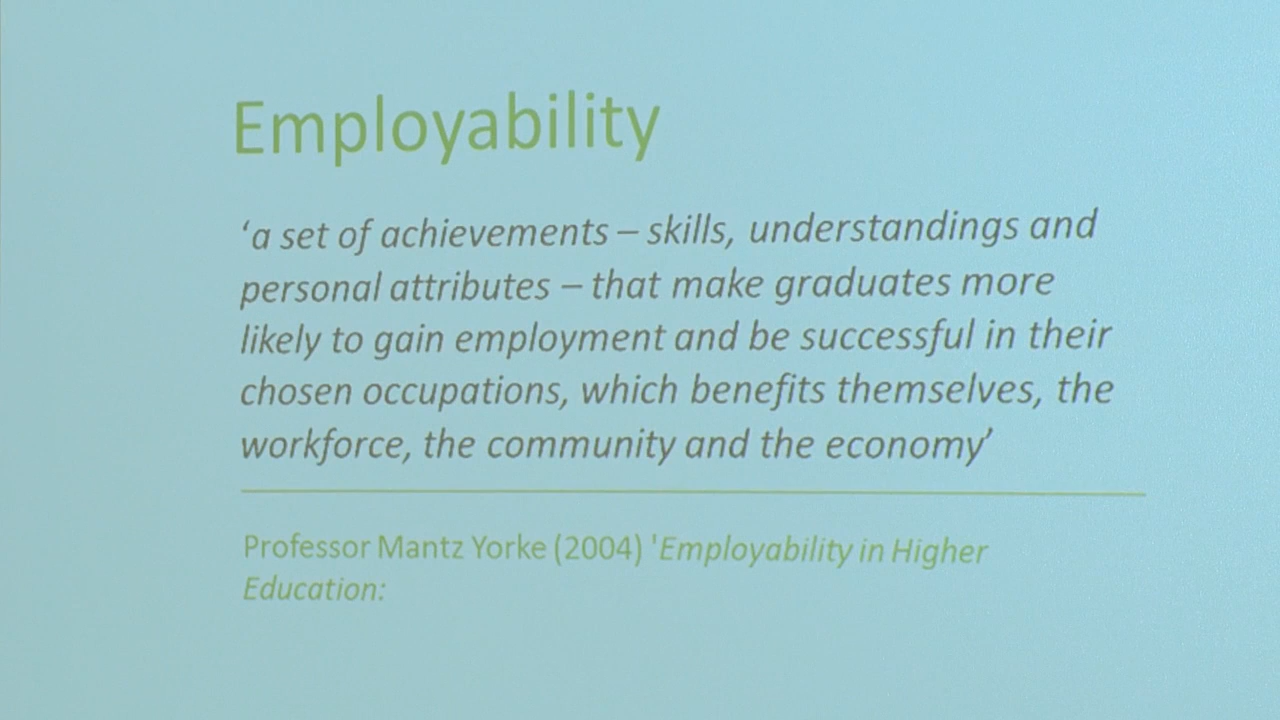 Employability
‘a set of achievements – skills, understandings and
personal attributes – that make graduates more
likely to gain employment and be successful in their
chosen occupations, which benefits themselves, the
workforce, the community and the economy’
Professor Mantz Yorke (2004) 'Employability in Higher
Education: